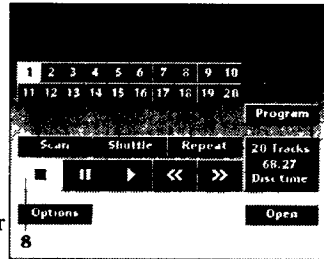 1 2 3 4 5 6 7 8 9 10
11 12 13 14 15 16 17 18 19 20
Program
Scan Shuttle Repeat
20 Tracks
68.27
Disc time
Options Open
r
8